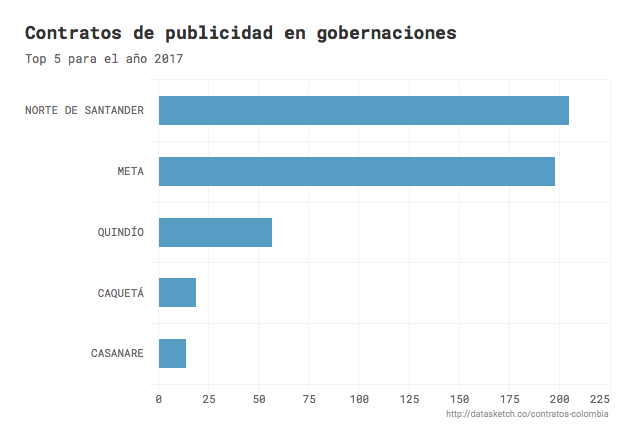 Contratos de publicidad en gobernaciones
Top 5 para el año 2017
NORTE DE SANTANDER
META
QUINDÍO
CAQUETÁ
CASANARE
0 25 50 75 100 125 150 175 200 225
http://datasketch.co/contratos-colombia